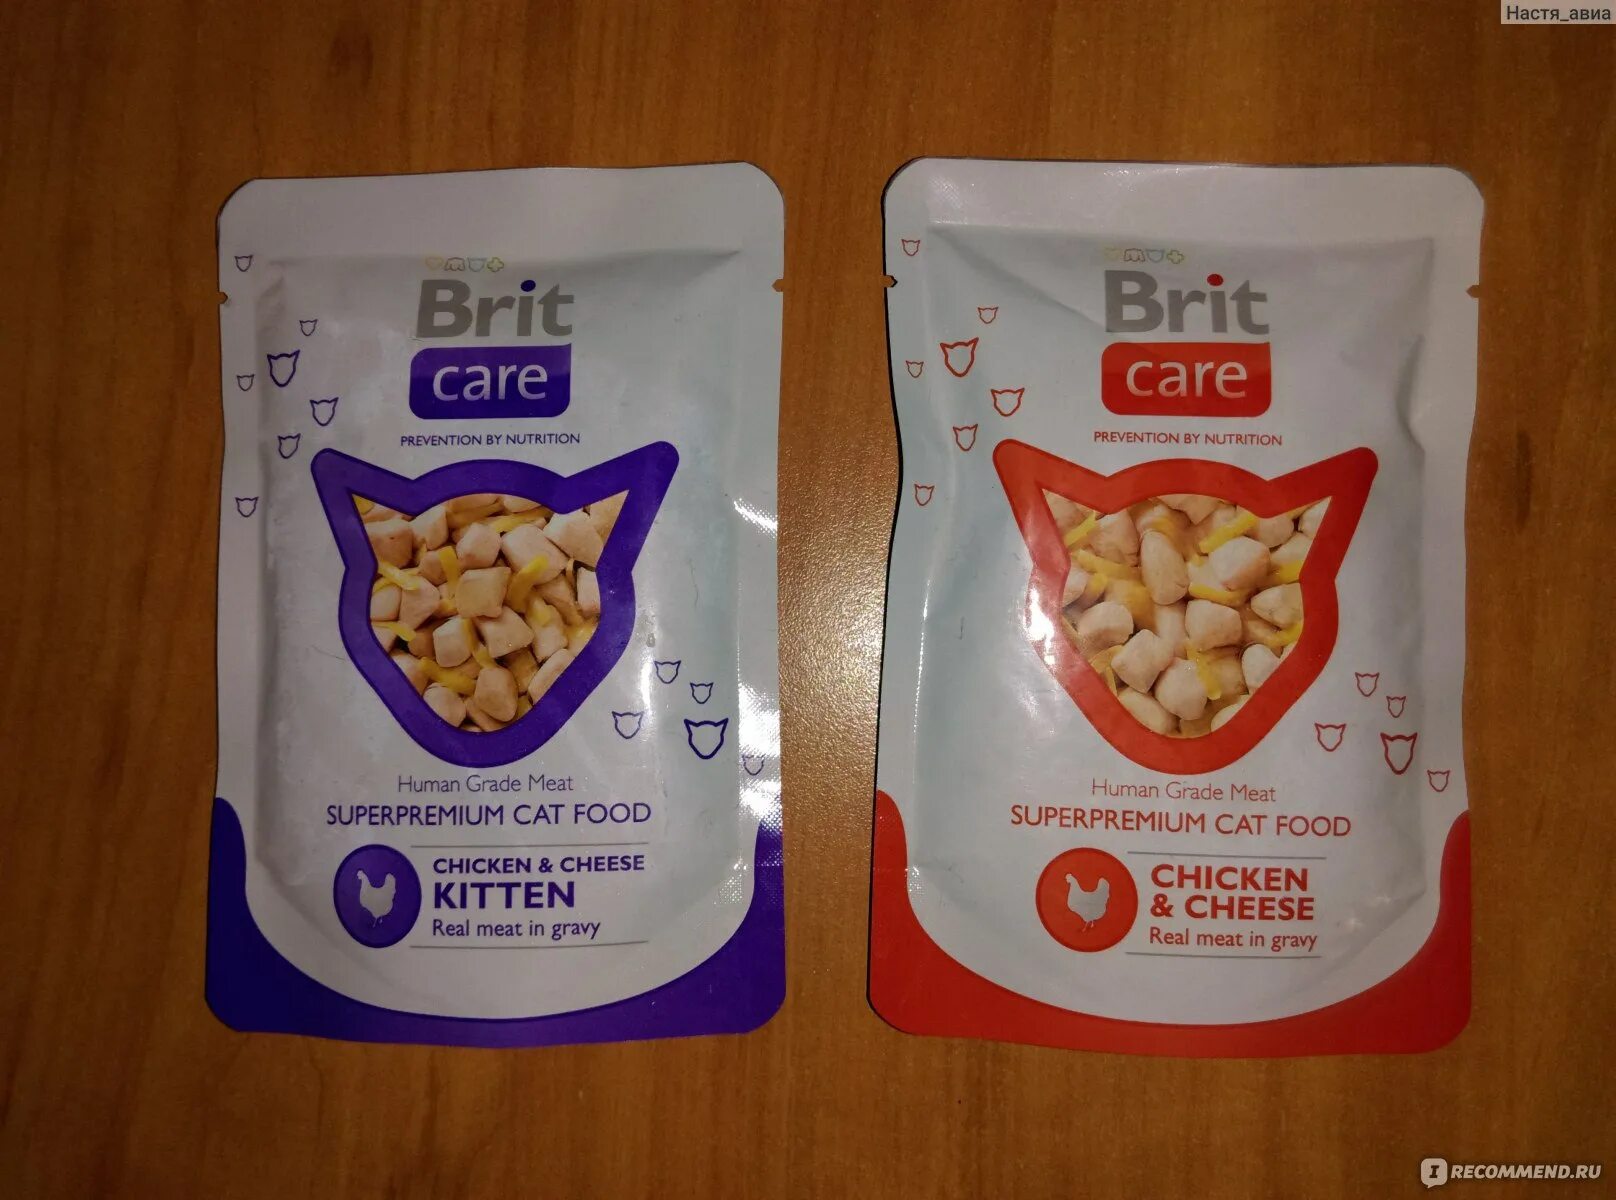 Настя_авиа
Brit
care
PREVENTION BY NUTRITION
Human Grade Meat
SUPERPREMIUM CAT FOOD
CHICKEN & CHEESE
KITTEN
Real meat in gravy
Brit
care
PREVENTION BY NUTRITION
Human Grade Meat
SUPERPREMIUM CAT FOOD
CHICKEN
& CHEESE
Real meat in gravy
I RECOMMEND.RU